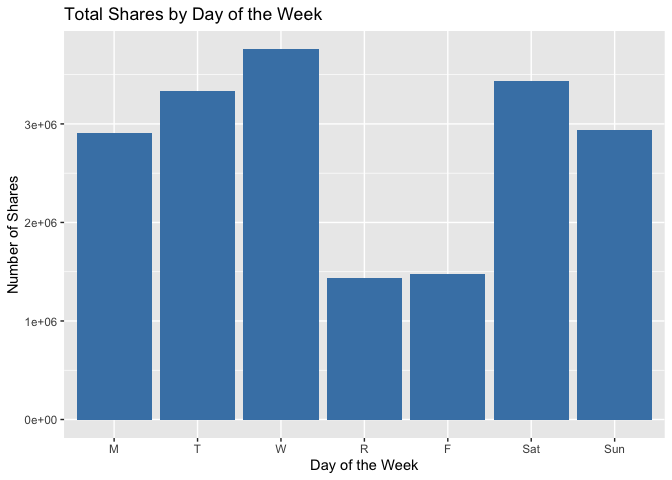 Total Shares by Day of the Week
Number of Shares
3e+06
2e+06
1e+06
0e+00
M T W R F Sat Sun
Day of the Week